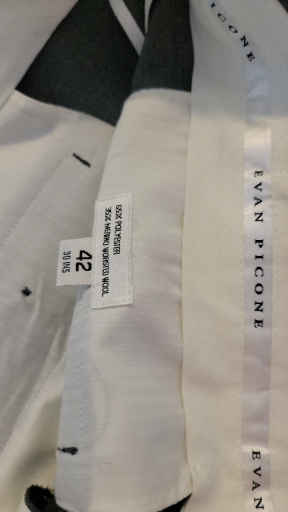 PICONE
EVAN PICONE
EVAN
65% POLYESTER
35% MERINO WORSTED WOOL
42
30 INS